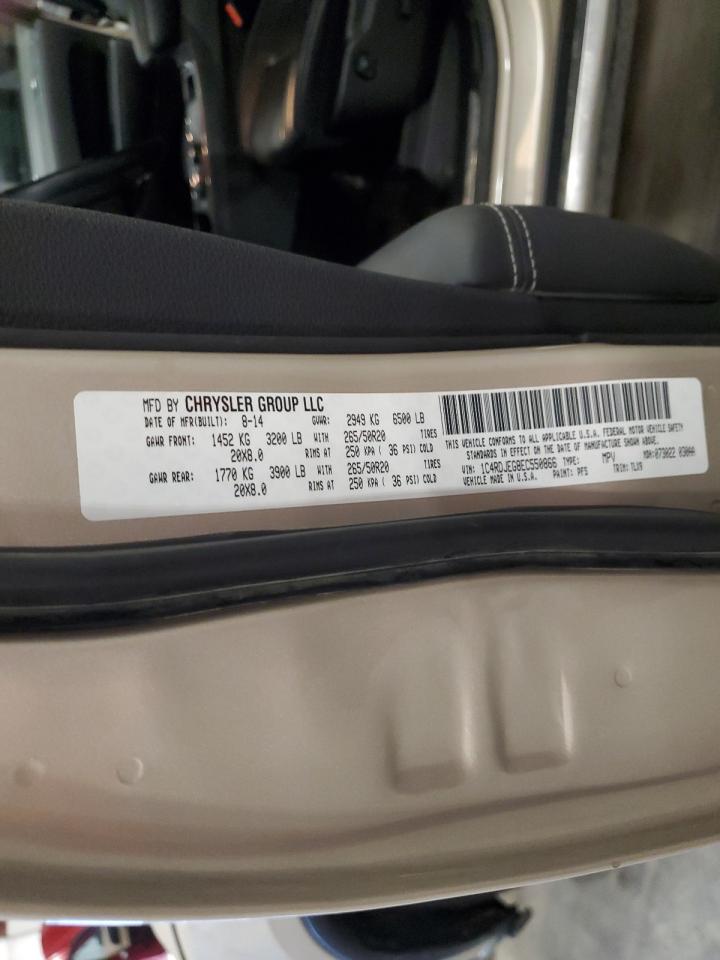 MFD BY CHRYSLER GROUP LLC
DATE OF MFR(BUILT): 8-14 GVWR: 2949 KG 6500 LB
GAWR FRONT: 1452 KG 3200 LB WITH 265/50R20 TIRES
20X8.0 RIMS AT 250 KPA ( 36 PSI) COLD
GAWR REAR: 1770 KG 3900 LB WITH 265/50R20 TIRES
20X8.0 RIMS AT 250 KPA ( 36 PSI) COLD
THIS VEHICLE CONFORMS TO ALL APPLICABLE U.S.A. FEDERAL MOTOR VEHICLE SAFETY
STANDARDS IN EFFECT ON THE DATE OF MANUFACTURE SHOWN ABOVE.
VIN: 1C4RDJEG8EC550866 TYPE: MPV MDH: 073022 030AA
VEHICLE MADE IN U.S.A. PAINT: PFS TRIM: TLX9